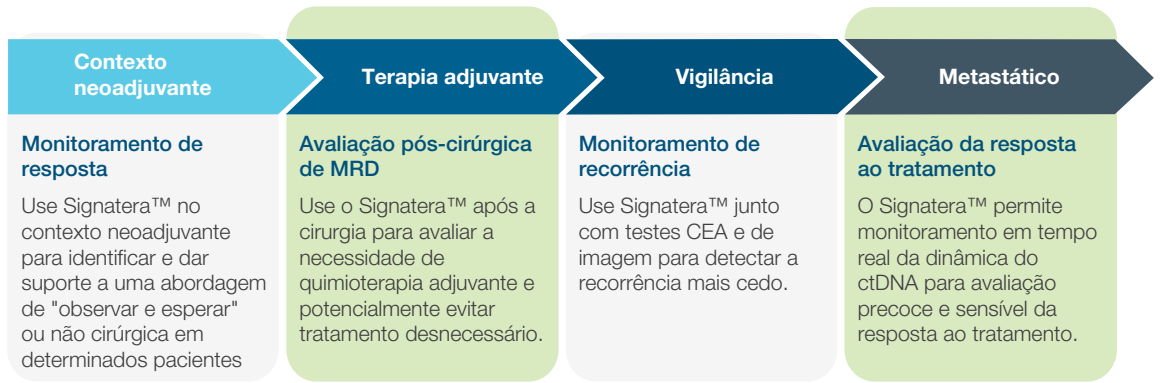 Contexto
neoadjuvante
Terapia adjuvante
Vigilância
Metastático
Monitoramento de
resposta
Use Signatera™ no
contexto neoadjuvante
para identificar e dar
suporte a uma abordagem
de "observar e esperar"
ou não cirúrgica em
determinados pacientes
Avaliação pós-cirúrgica
de MRD
Use o Signatera™ após a
cirurgia para avaliar a
necessidade de
quimioterapia adjuvante e
potencialmente evitar
tratamento desnecessário.
Monitoramento de
recorrência
Use Signatera™ junto
com testes CEA e de
imagem para detectar a
recorrência mais cedo.
Avaliação da resposta
ao tratamento
O Signatera™ permite
monitoramento em tempo
real da dinâmica do
ctDNA para avaliação
precoce e sensível da
resposta ao tratamento.